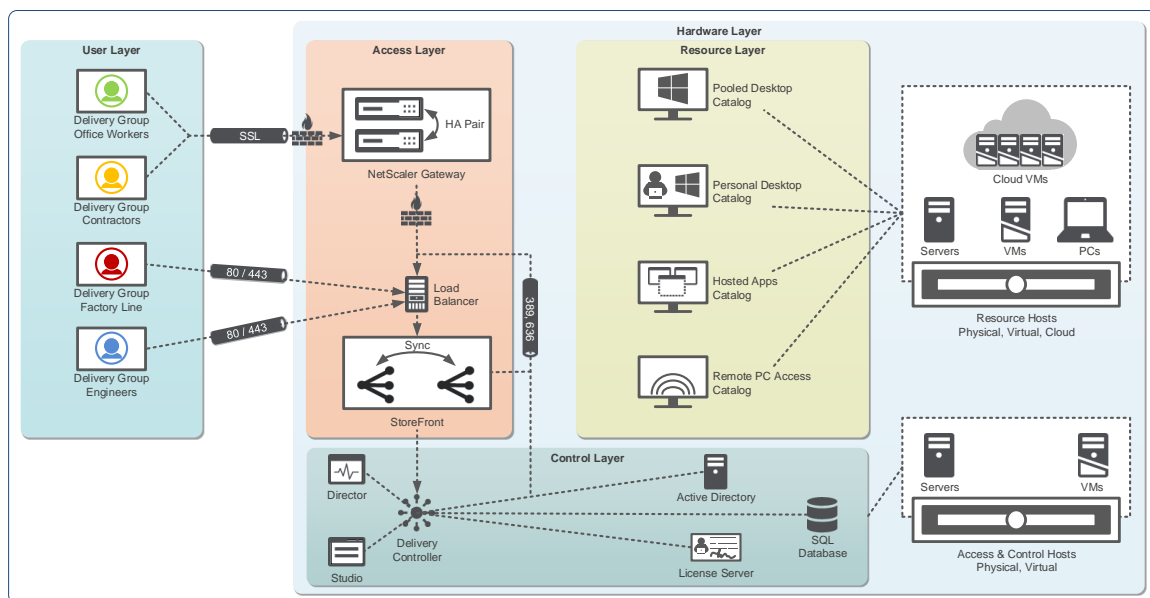 Hardware Layer
User Layer
Delivery Group
Office Workers
Delivery Group
Contractors
Delivery Group
Factory Line
Delivery Group
Engineers
SSL
80 / 443
80 / 443
Access Layer
HA Pair
NetScaler Gateway
Load
Balancer
389, 636
Sync
StoreFront
Resource Layer
Pooled Desktop
Catalog
Personal Desktop
Catalog
Hosted Apps
Catalog
Remote PC Access
Catalog
Cloud VMs
Servers
VMs
PCs
Resource Hosts
Physical, Virtual, Cloud
Control Layer
Director
Studio
Delivery
Controller
Active Directory
License Server
SQL
Database
Servers
VMs
Access & Control Hosts
Physical, Virtual